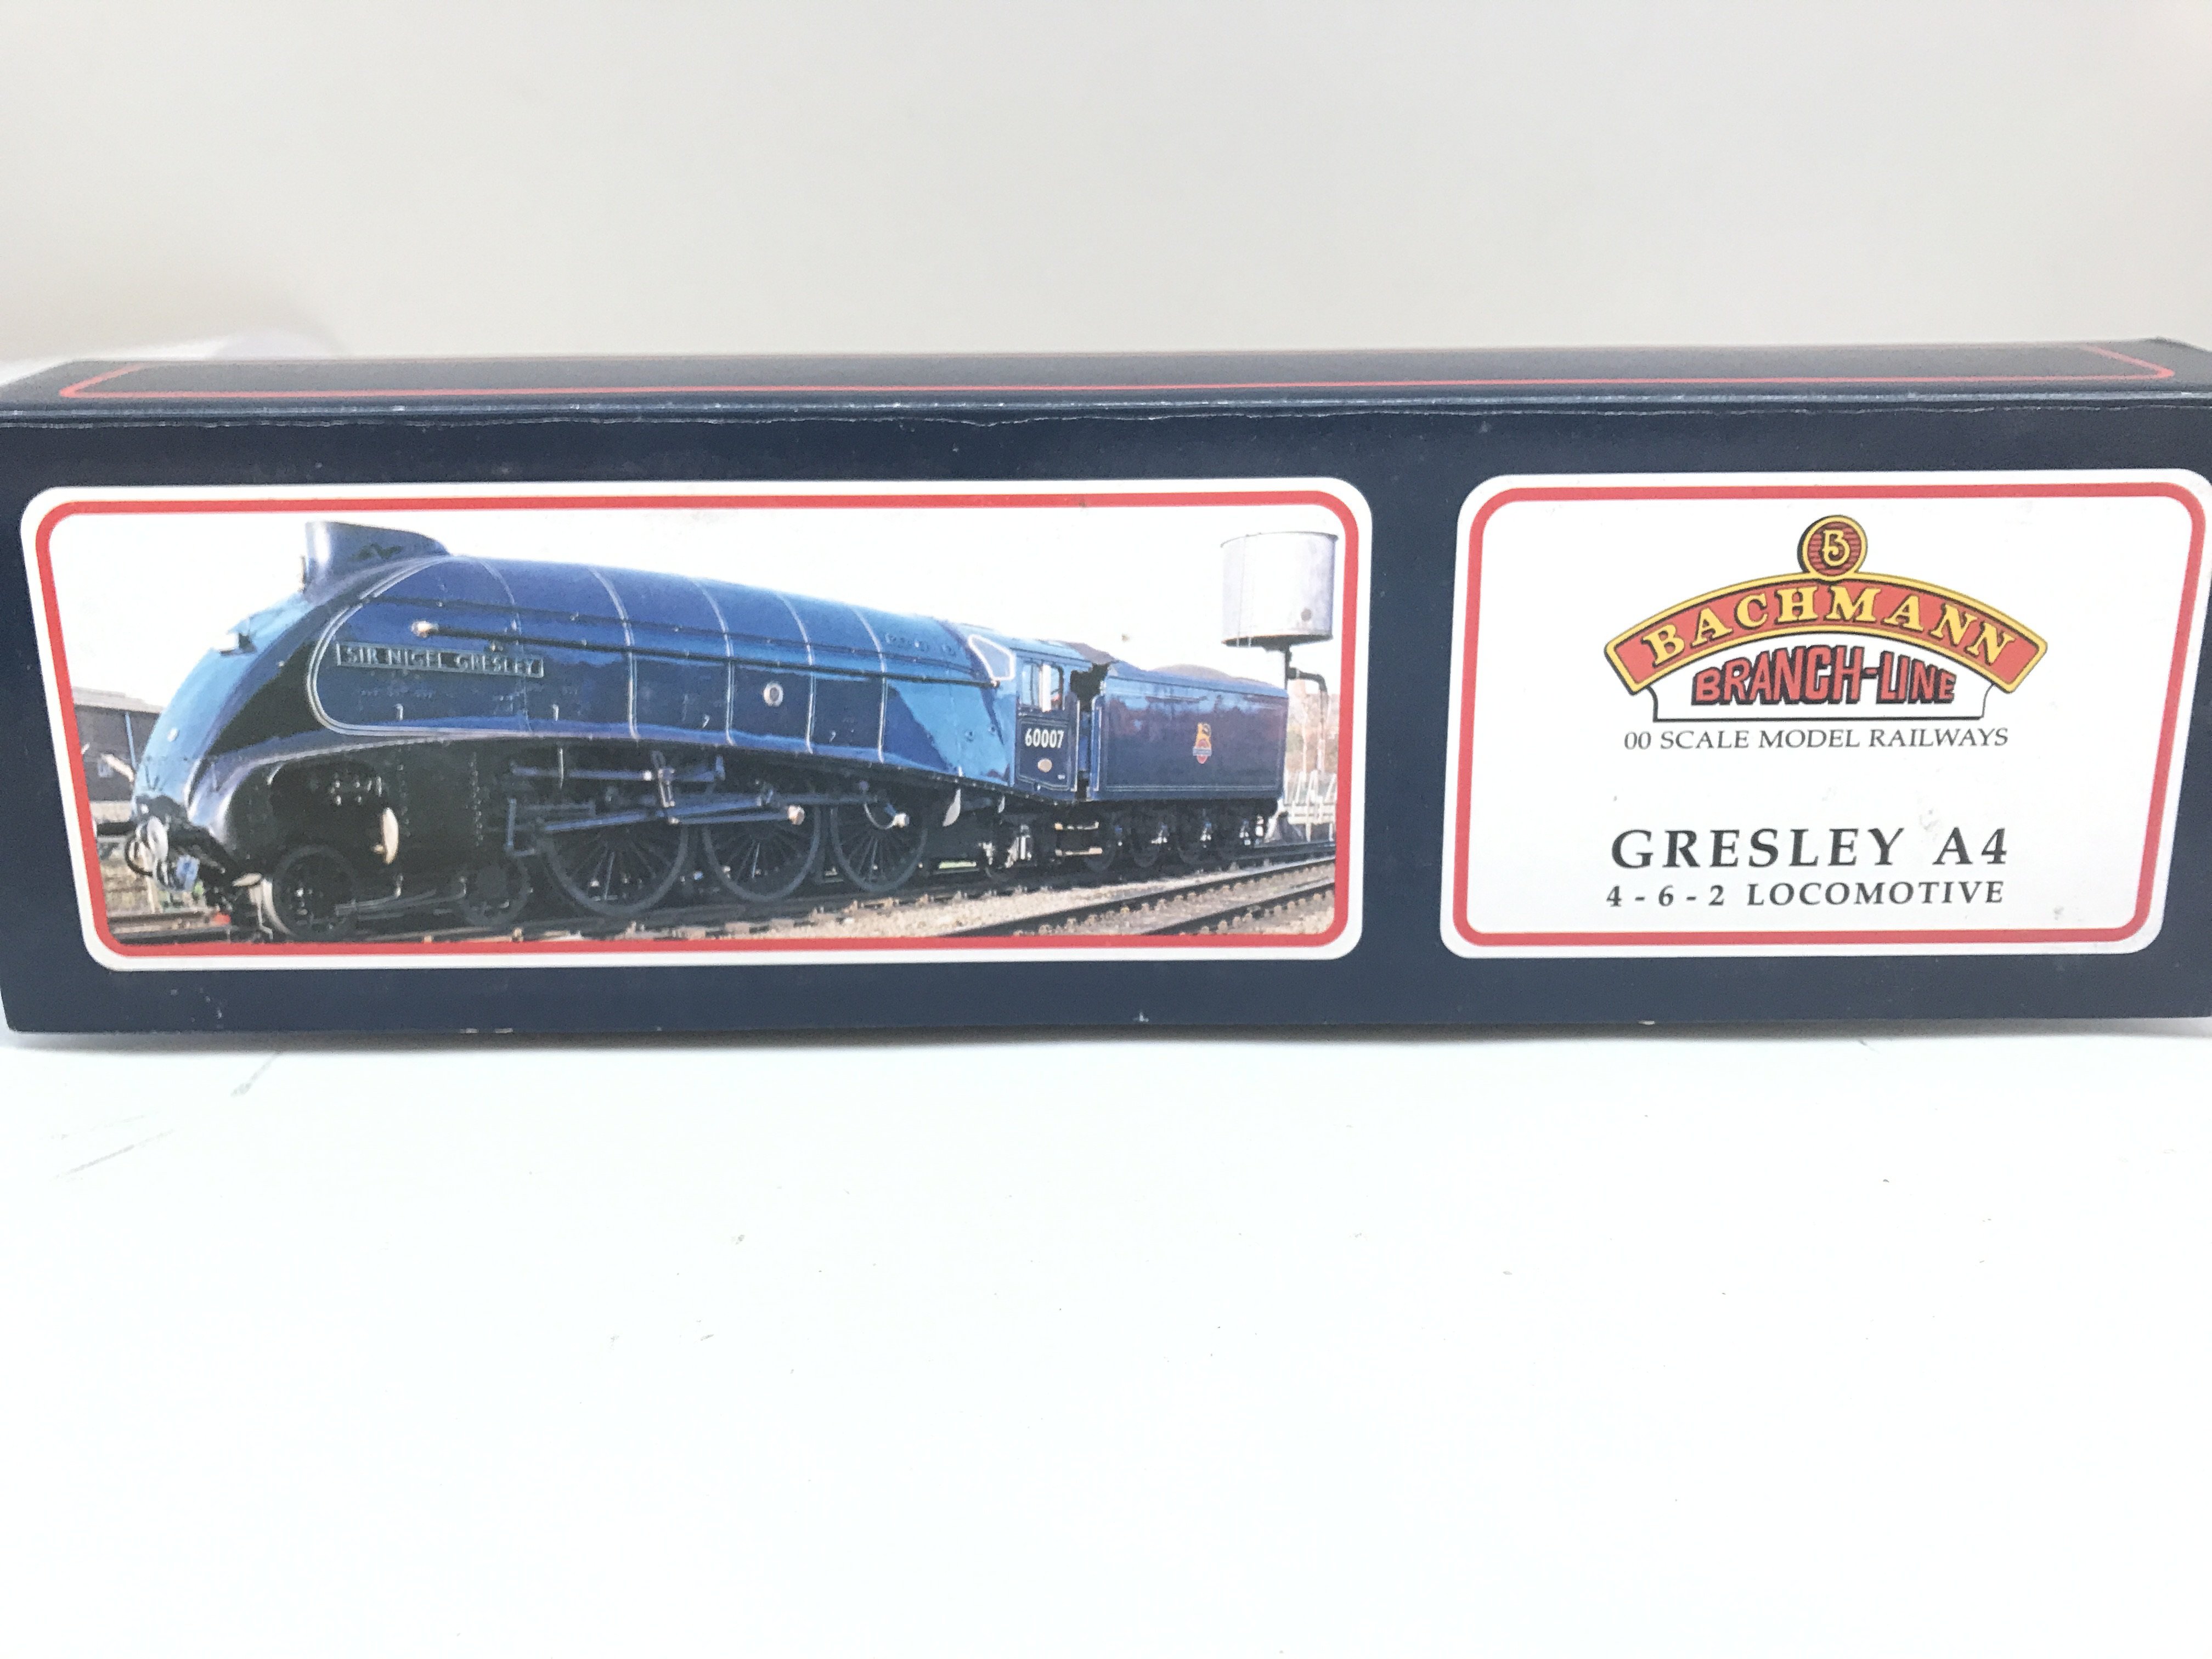 SIR NIGEL GRESLEY
60007
B
BACHMANN
BRANCH-LINE
00 SCALE MODEL RAILWAYS
GRESLEY A4
4-6-2 LOCOMOTIVE